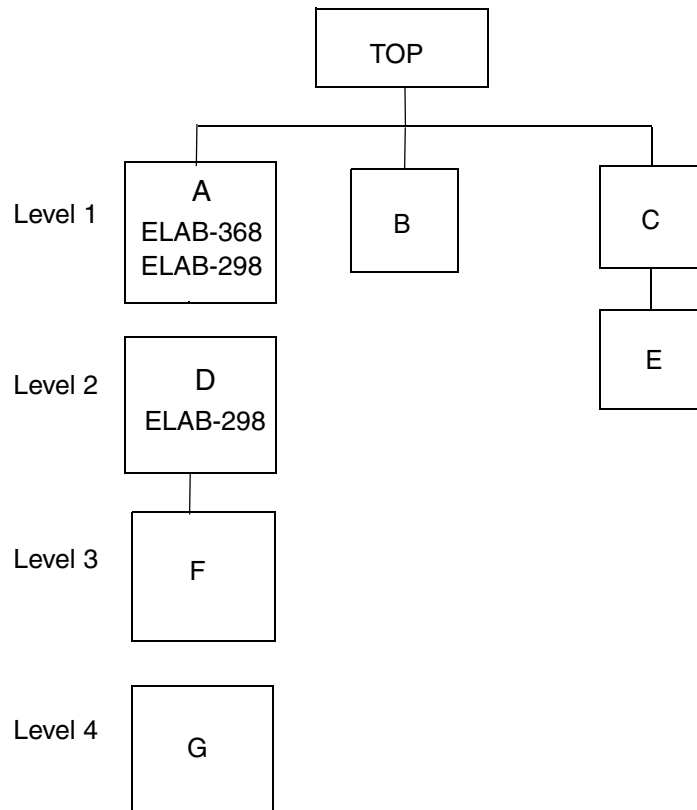 TOP
Level 1
A
ELAB-368
ELAB-298
B
C
Level 2
D
ELAB-298
E
Level 3
F
Level 4
G